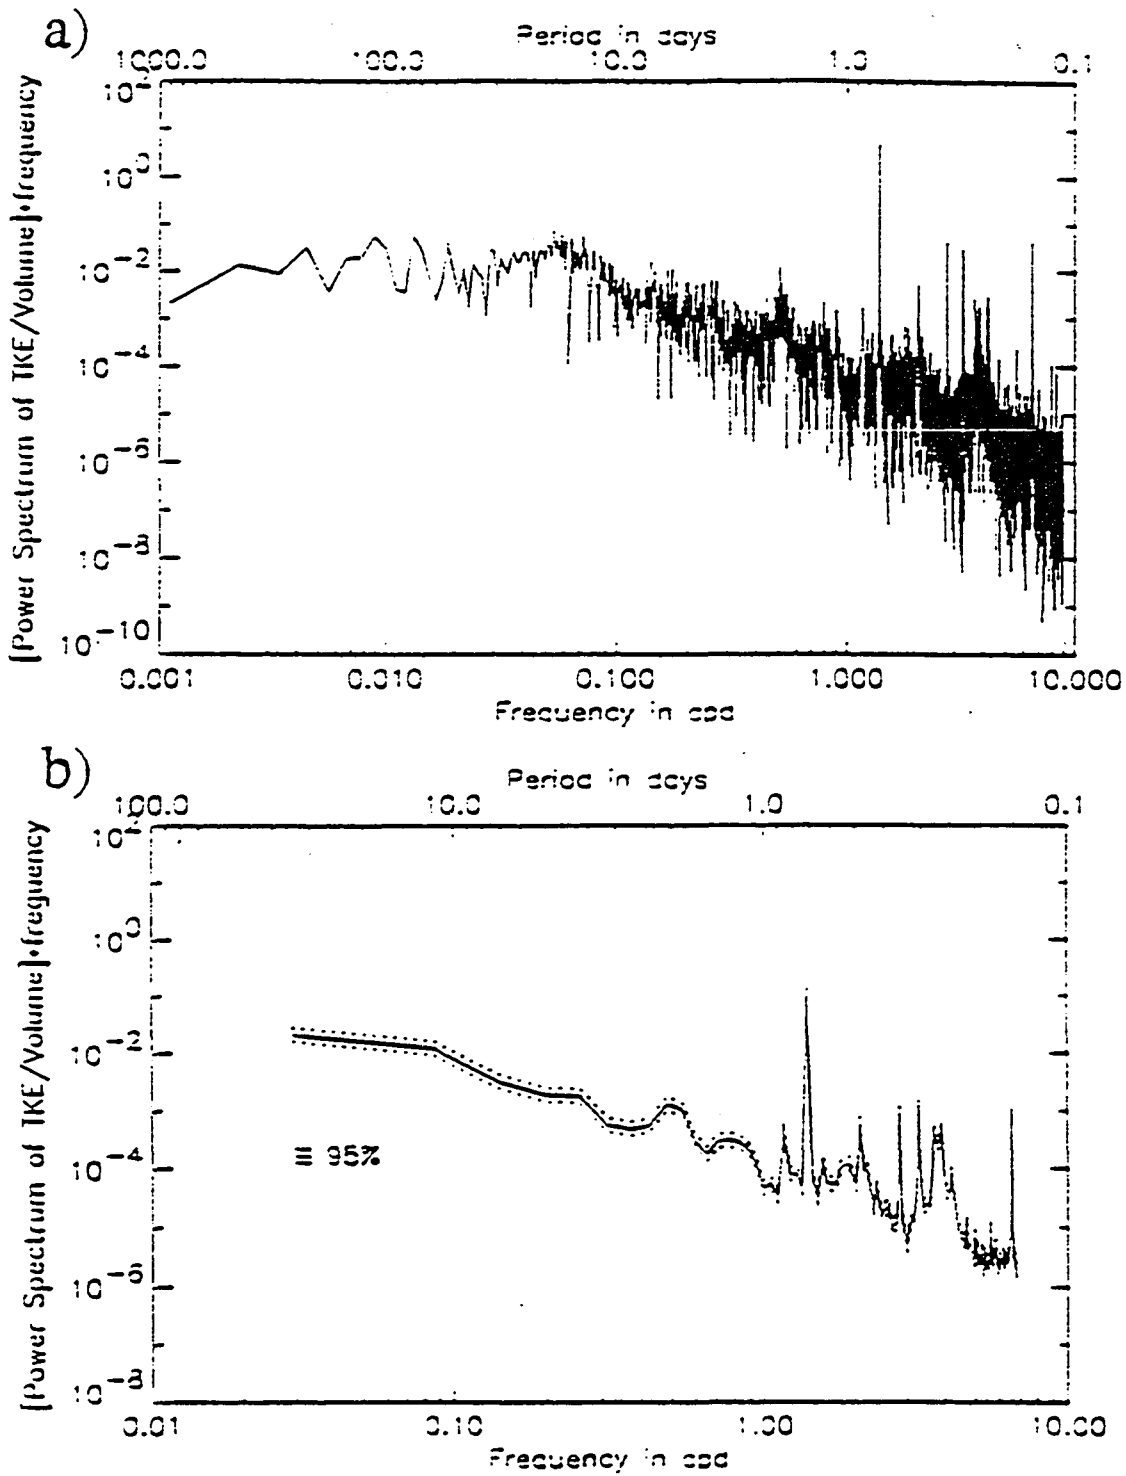 a)
Period in days
1000.0 100.0 10.0 1.0 0.1
[Power Spectrum of TKE/Volume]*frequency
10^2
10^0
10^-2
10^-4
10^-6
10^-8
10^-10
0.001 0.010 0.100 1.000 10.000
Frequency in cpd
b)
Period in days
100.0 10.0 1.0 0.1
[Power Spectrum of TKE/Volume]*frequency
10^2
10^0
10^-2
10^-4
10^-6
10^-8
95%
0.01 0.10 1.00 10.00
Frequency in cpd